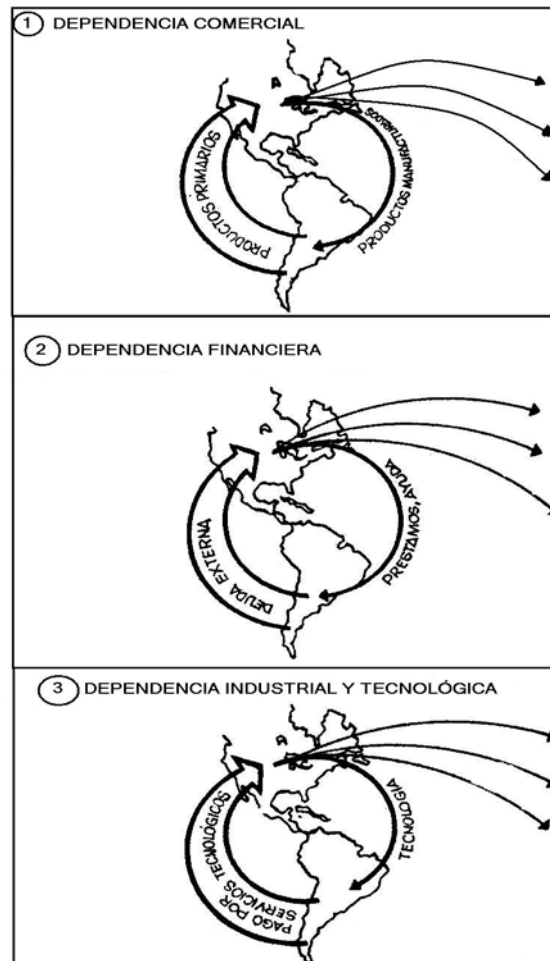 1 DEPENDENCIA COMERCIAL
PRODUCTOS PRIMARIOS
PRODUCTOS MANUFACTURADOS
2 DEPENDENCIA FINANCIERA
DEUDA EXTERNA
PRESTAMOS, AYUDA
3 DEPENDENCIA INDUSTRIAL Y TECNOLÓGICA
PAGO POR
SERVICIOS TECNOLÓGICOS
TECNOLOGIA